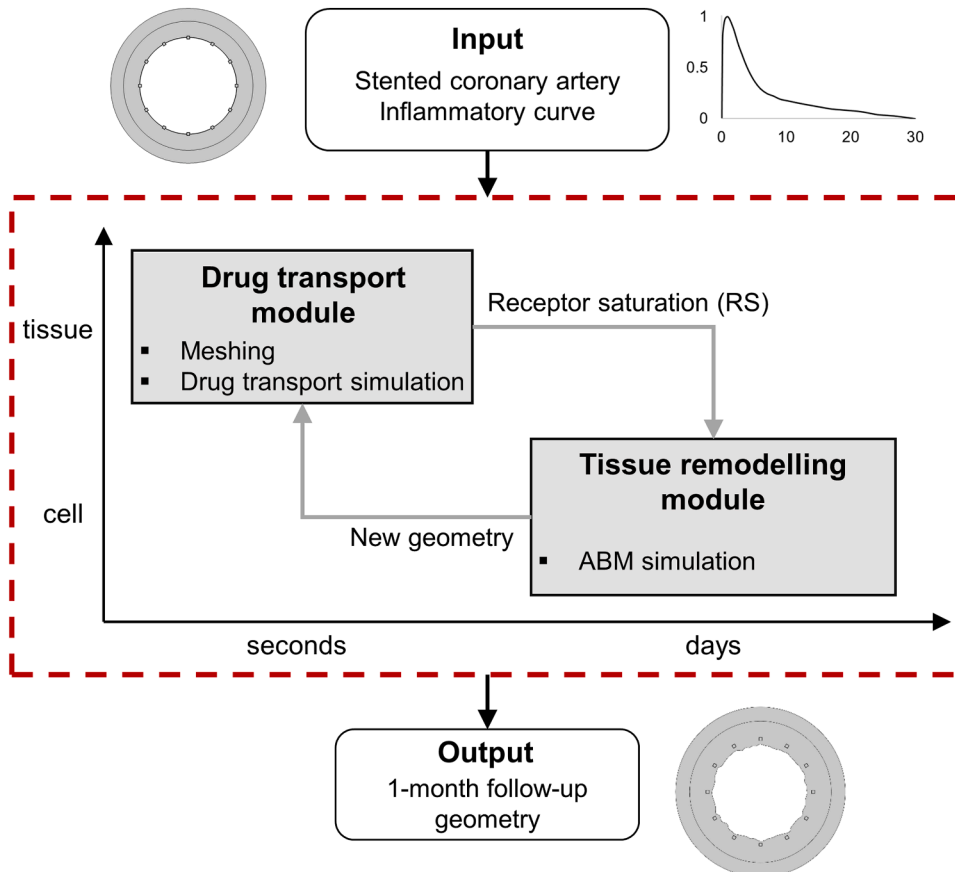 Input
Stented coronary artery
Inflammatory curve
1
0.5
0
0
10
20
30
tissue
cell
Drug transport
module
▪ Meshing
▪ Drug transport simulation
Receptor saturation (RS)
Tissue remodelling
module
▪ ABM simulation
New geometry
seconds
days
Output
1-month follow-up
geometry